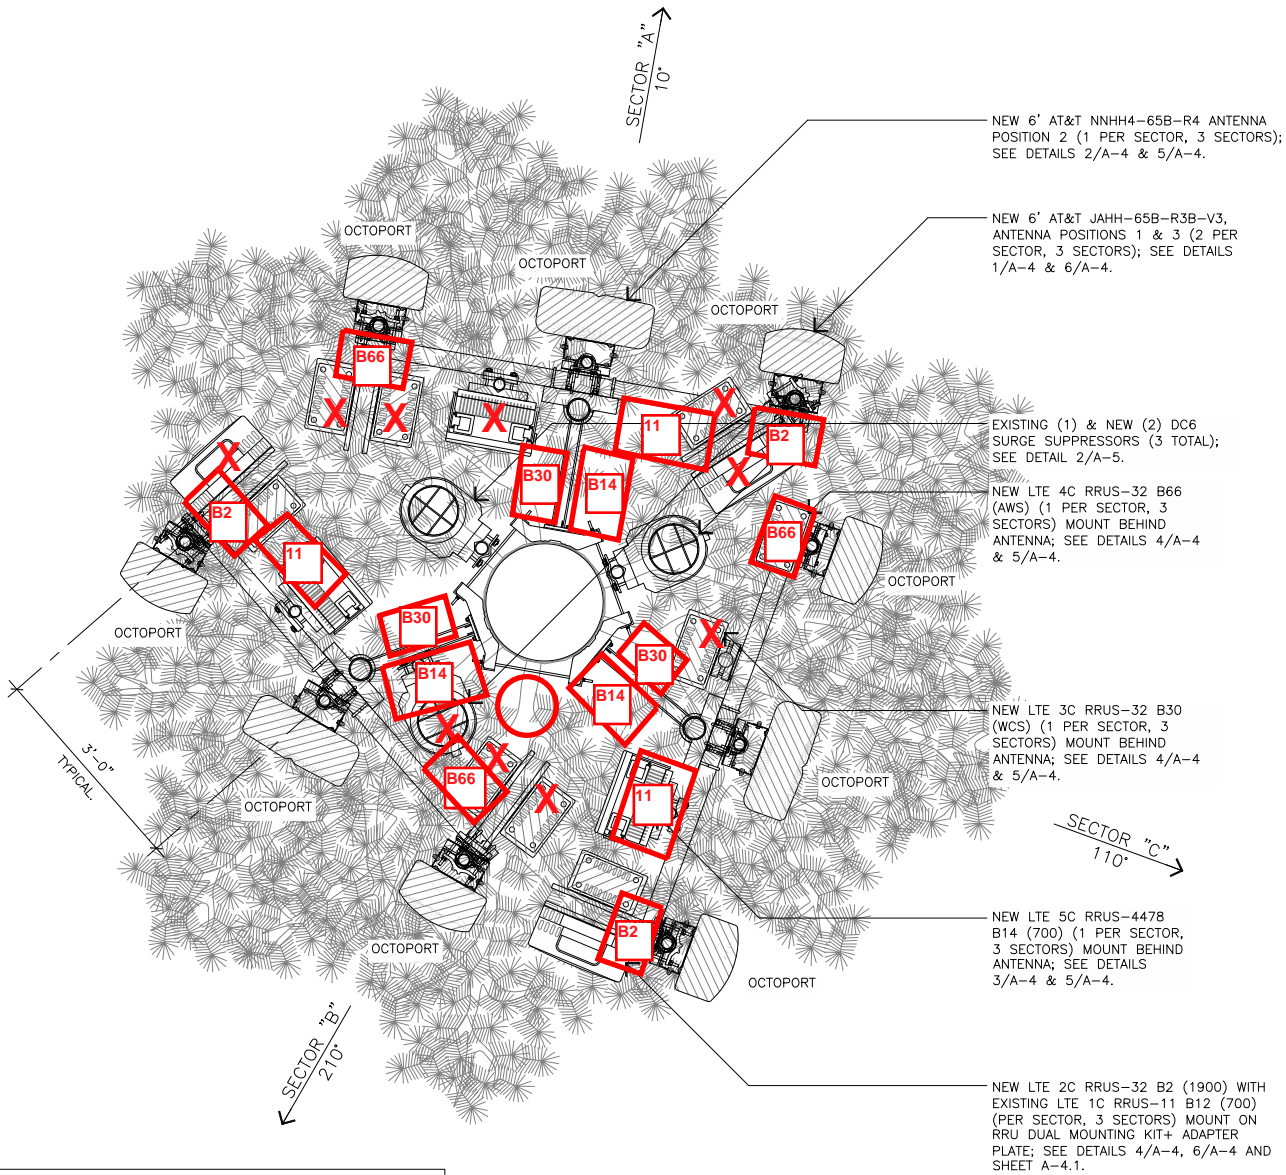 SECTOR "A"
10°
NEW 6' AT&T NNHH4-65B-R4 ANTENNA
POSITION 2 (1 PER SECTOR, 3 SECTORS);
SEE DETAILS 2/A-4 & 5/A-4.
NEW 6' AT&T JAHH-65B-R3B-V3,
ANTENNA POSITIONS 1 & 3 (2 PER
SECTOR, 3 SECTORS); SEE DETAILS
1/A-4 & 6/A-4.
OCTOPORT
OCTOPORT
OCTOPORT
B66
X
X
X
11
X
B2
X
EXISTING (1) & NEW (2) DC6
SURGE SUPPRESSORS (3 TOTAL);
SEE DETAIL 2/A-5.
X
B2
11
B30
B14
B66
NEW LTE 4C RRUS-32 B66
(AWS) (1 PER SECTOR, 3
SECTORS) MOUNT BEHIND
ANTENNA; SEE DETAILS 4/A-4
& 5/A-4.
OCTOPORT
OCTOPORT
B30
B14
B30
B14
X
NEW LTE 3C RRUS-32 B30
(WCS) (1 PER SECTOR, 3
SECTORS) MOUNT BEHIND
ANTENNA; SEE DETAILS 4/A-4
& 5/A-4.
3'-0"
TYPICAL.
X
X
B66
X
11
OCTOPORT
OCTOPORT
SECTOR "C"
110°
B2
NEW LTE 5C RRUS-4478
B14 (700) (1 PER SECTOR,
3 SECTORS) MOUNT BEHIND
ANTENNA; SEE DETAILS
3/A-4 & 5/A-4.
OCTOPORT
OCTOPORT
SECTOR "B"
210°
NEW LTE 2C RRUS-32 B2 (1900) WITH
EXISTING LTE 1C RRUS-11 B12 (700)
(PER SECTOR, 3 SECTORS) MOUNT ON
RRU DUAL MOUNTING KIT+ ADAPTER
PLATE; SEE DETAILS 4/A-4, 6/A-4 AND
SHEET A-4.1.